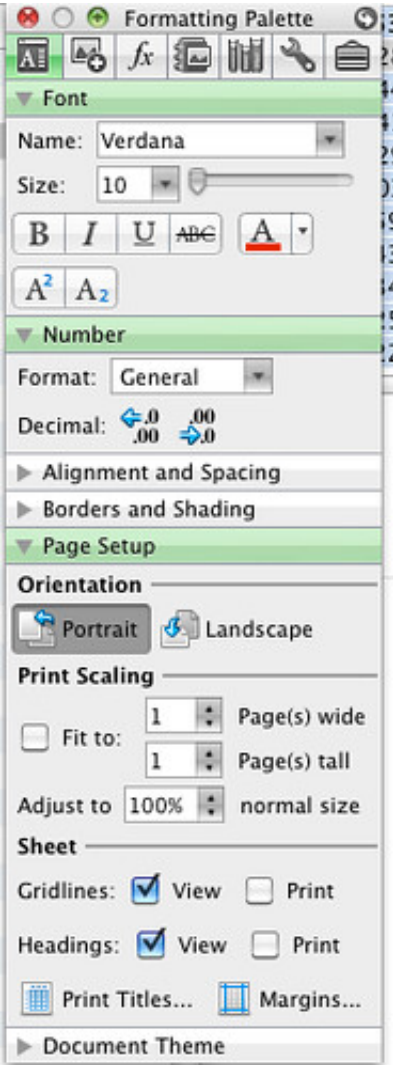 Formatting Palette
A fx
Font
Name: Verdana
Size: 10
B I U ABC A
A² A₂
Number
Format: General
Decimal: .0 .00 .00 .0
Alignment and Spacing
Borders and Shading
Page Setup
Orientation
Portrait Landscape
Print Scaling
Fit to: 1 Page(s) wide
1 Page(s) tall
Adjust to 100% normal size
Sheet
Gridlines: View Print
Headings: View Print
Print Titles... Margins...
Document Theme